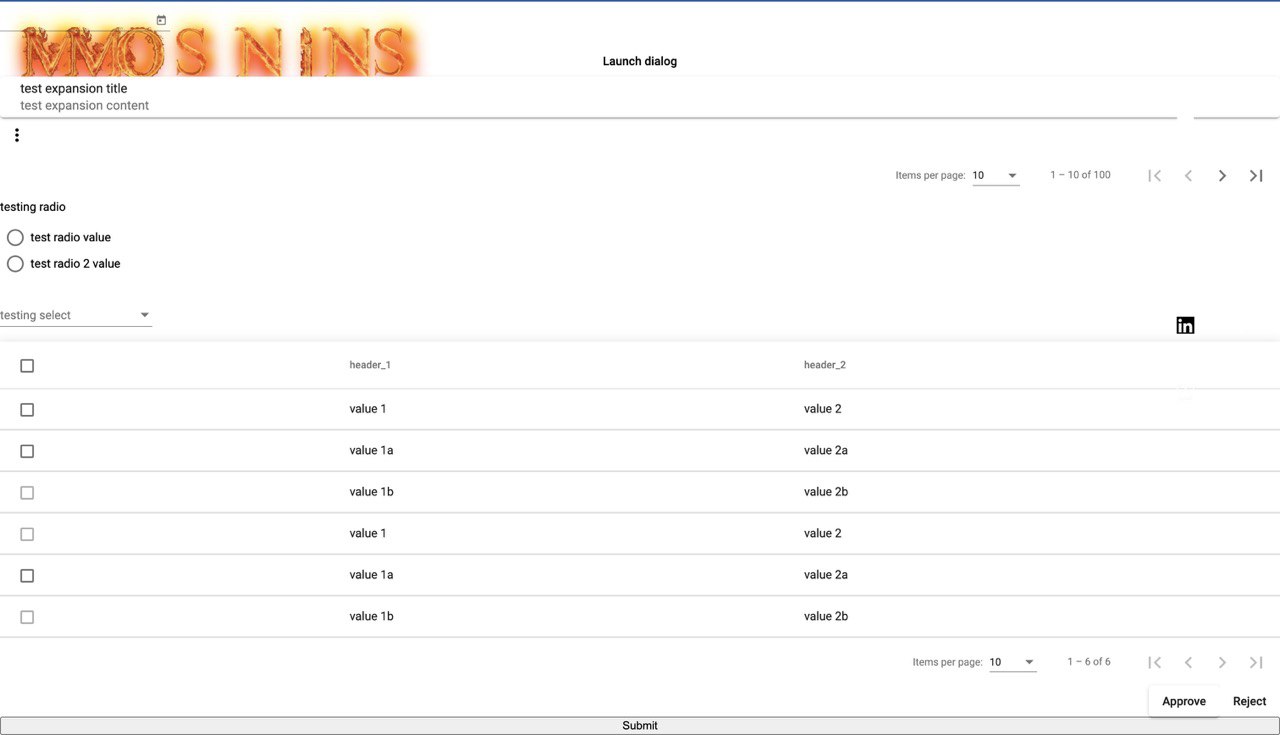 MMOS NINS
Launch dialog
test expansion title
test expansion content
Items per page: 10 1 – 10 of 100
testing radio
test radio value
test radio 2 value
testing select
in
header_1 header_2
value 1 value 2
value 1a value 2a
value 1b value 2b
value 1 value 2
value 1a value 2a
value 1b value 2b
Items per page: 10 1 – 6 of 6
Approve Reject
Submit